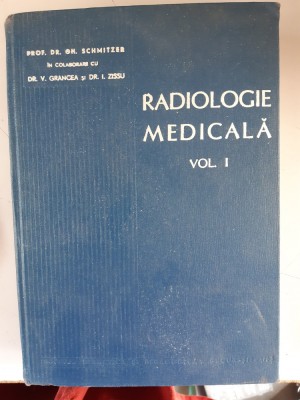 PROF. DR. GH. SCHMITZER
ÎN COLABORARE CU
DR. V. GRANCEA ȘI DR. I. ZISSU
RADIOLOGIE
MEDICALĂ
VOL. I